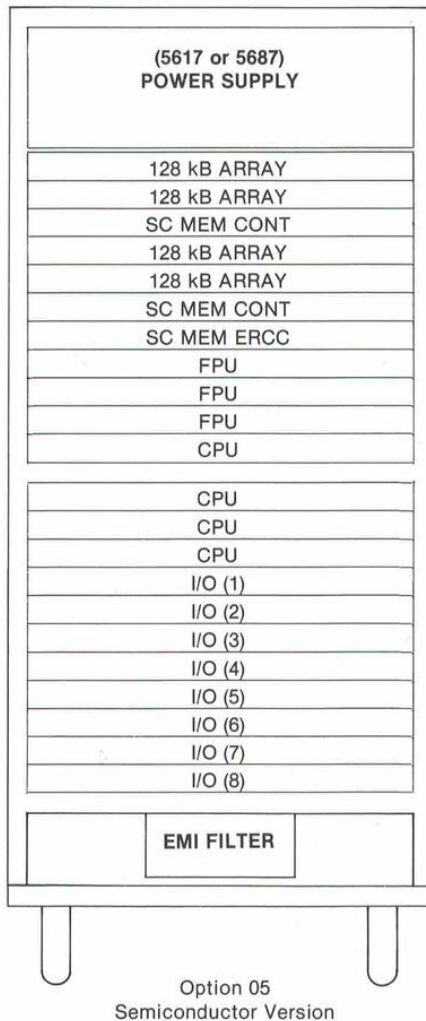 (5617 or 5687)
POWER SUPPLY
128 kB ARRAY
128 kB ARRAY
SC MEM CONT
128 kB ARRAY
128 kB ARRAY
SC MEM CONT
SC MEM ERCC
FPU
FPU
FPU
CPU
CPU
CPU
CPU
I/O (1)
I/O (2)
I/O (3)
I/O (4)
I/O (5)
I/O (6)
I/O (7)
I/O (8)
EMI FILTER
Option 05
Semiconductor Version